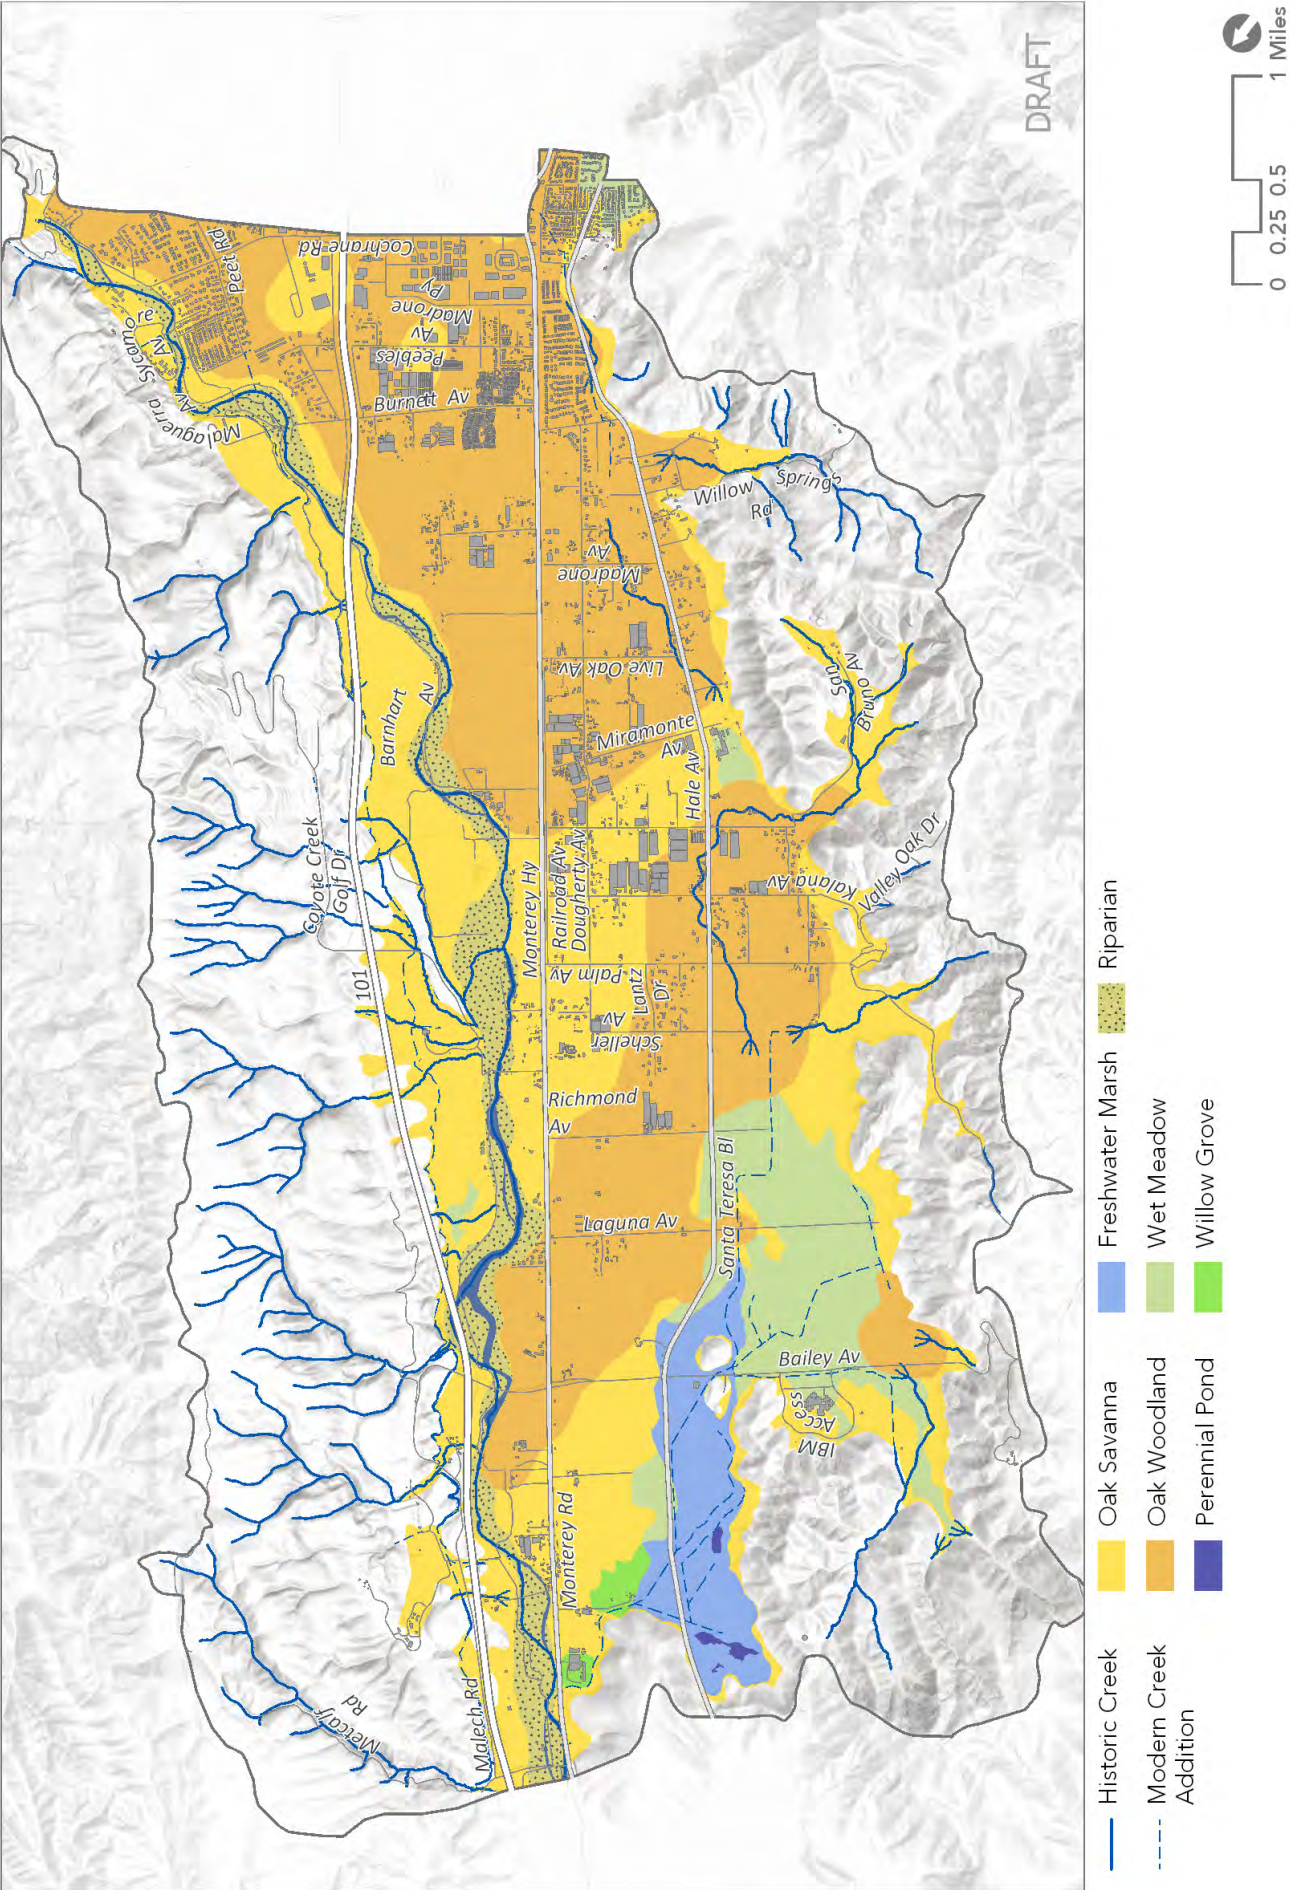 DRAFT
Metcalf
Rd
Malech Rd
Monterey Rd
101
Coyote Creek
Golf Dr
Barnhart
Av
Malaguerra
Av
Sycamore
Av
Peet Rd
Cochrane Rd
Madrone
Py
Peebles
Av
Burnett Av
Monterey Hy
Railroad Av
Dougherty Av
Palm Av
Lantz
Dr
Scheller
Av
Richmond
Av
Laguna Av
Santa Teresa Bl
Bailey Av
IBM
Access
Miramonte
Av
Hale Av
Live Oak Av
Madrone
Av
Willow Springs
Rd
San
Bruno Av
Kalana Av
Valley Oak Dr
Historic Creek
Modern Creek
Addition
Oak Savanna
Oak Woodland
Perennial Pond
Freshwater Marsh
Wet Meadow
Willow Grove
Riparian
0 0.25 0.5 1 Miles